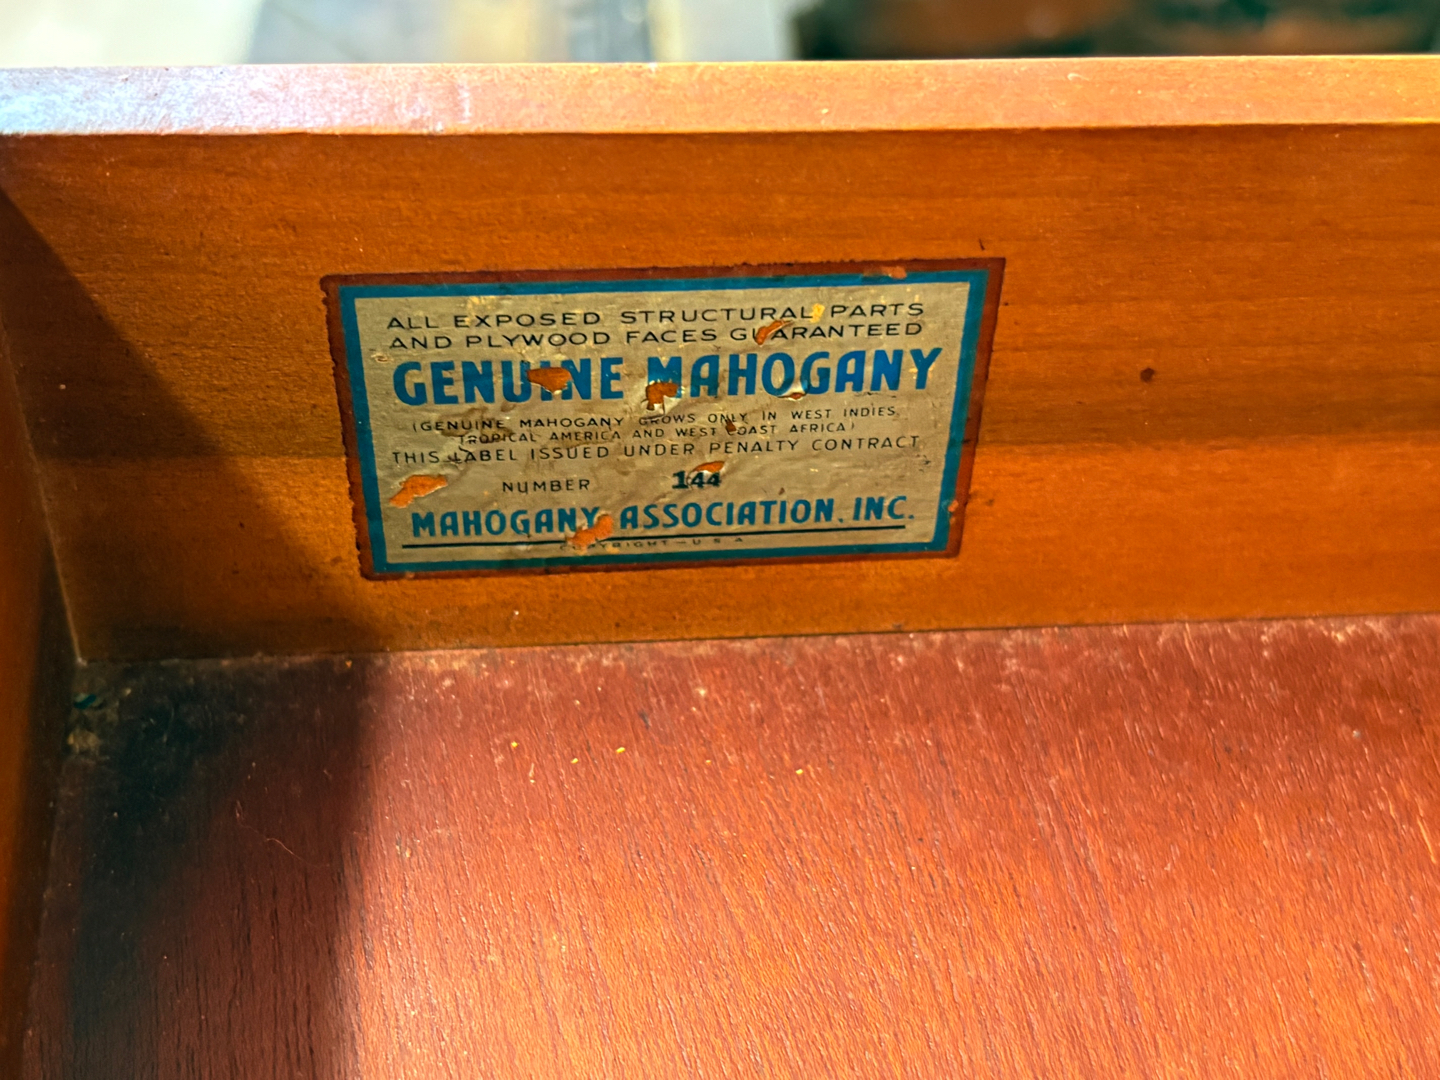 ALL EXPOSED STRUCTURAL PARTS
AND PLYWOOD FACES GUARANTEED
GENUINE MAHOGANY
(GENUINE MAHOGANY GROWS ONLY IN WEST INDIES,
TROPICAL AMERICA AND WEST COAST AFRICA)
THIS LABEL ISSUED UNDER PENALTY CONTRACT
NUMBER 144
MAHOGANY ASSOCIATION, INC.
COPYRIGHT—U S A